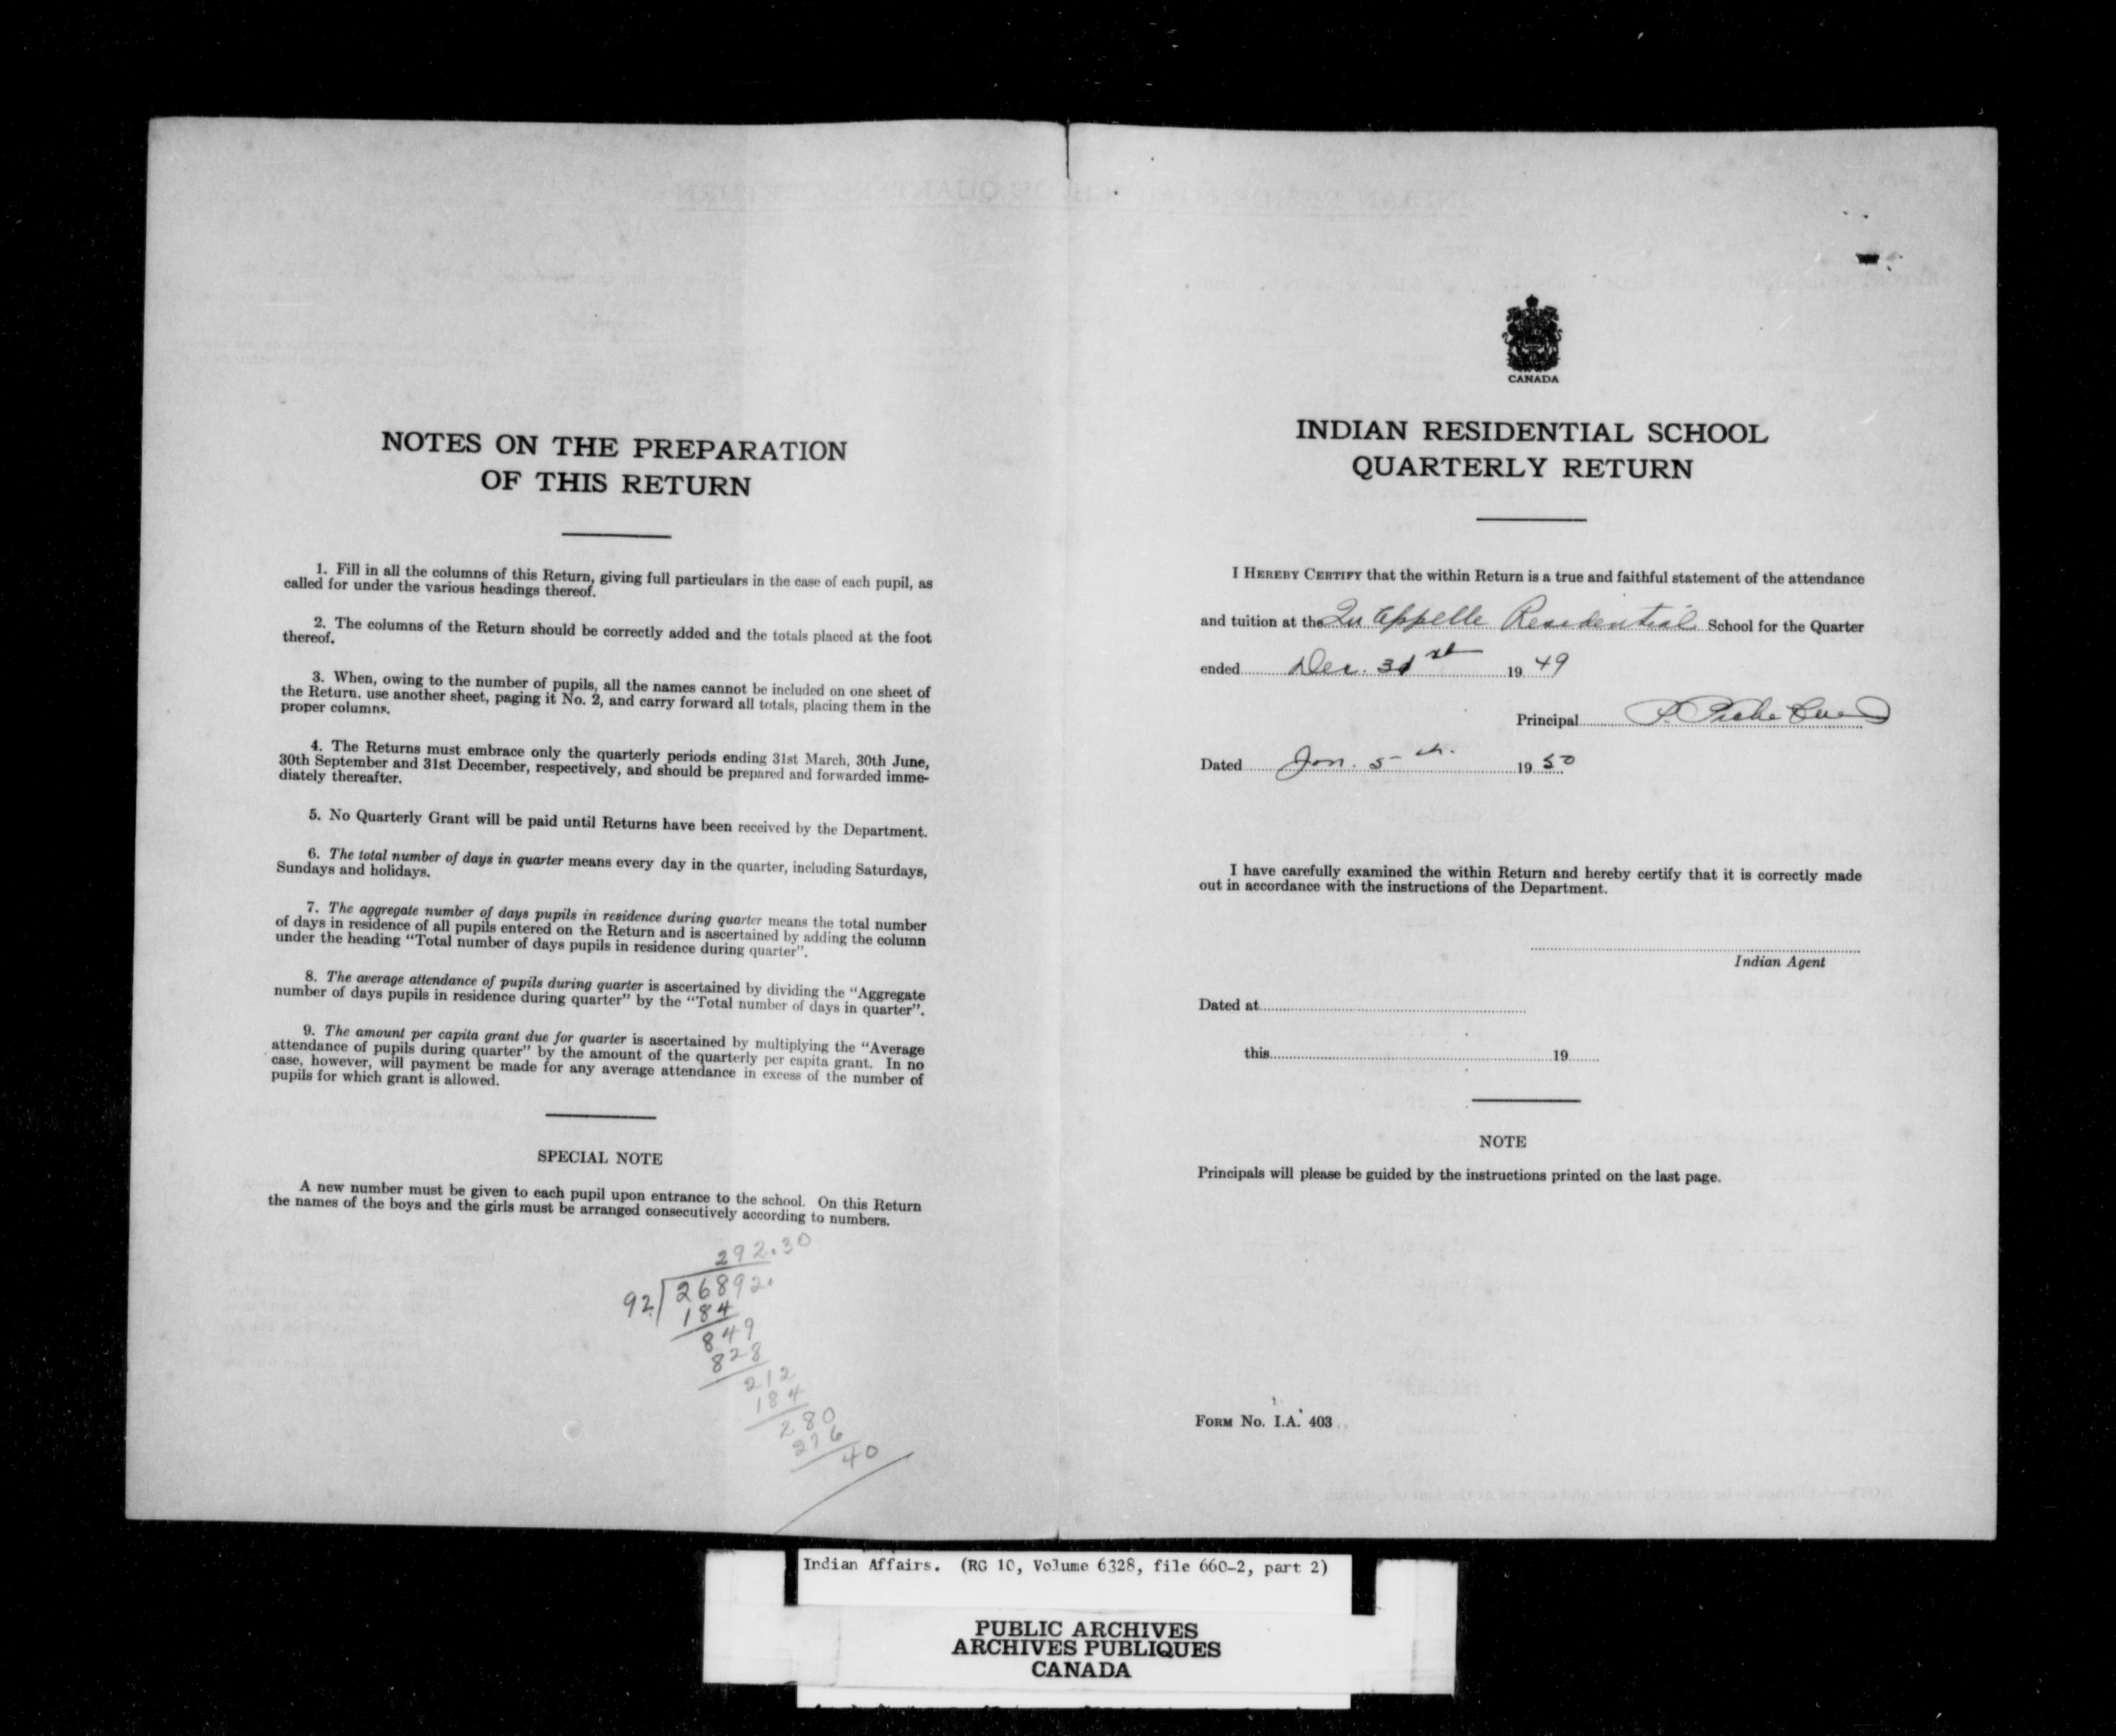 NOTES ON THE PREPARATION
OF THIS RETURN
1. Fill in all the columns of this Return, giving full particulars in the case of each pupil, as
called for under the various headings thereof.
2. The columns of the Return should be correctly added and the totals placed at the foot
thereof.
3. When, owing to the number of pupils, all the names cannot be included on one sheet of
the Return, use another sheet, paging it No. 2, and carry forward all totals, placing them in the
proper columns.
4. The Returns must embrace only the quarterly periods ending 31st March, 30th June,
30th September and 31st December, respectively, and should be prepared and forwarded imme-
diately thereafter.
5. No Quarterly Grant will be paid until Returns have been received by the Department.
6. The total number of days in quarter means every day in the quarter, including Saturdays,
Sundays and holidays.
7. The aggregate number of days pupils in residence during quarter means the total number
of days in residence of all pupils entered on the Return and is ascertained by adding the column
under the heading "Total number of days pupils in residence during quarter".
8. The average attendance of pupils during quarter is ascertained by dividing the "Aggregate
number of days pupils in residence during quarter" by the "Total number of days in quarter".
9. The amount per capita grant due for quarter is ascertained by multiplying the "Average
attendance of pupils during quarter" by the amount of the quarterly per capita grant. In no
case, however, will payment be made for any average attendance in excess of the number of
pupils for which grant is allowed.
SPECIAL NOTE
A new number must be given to each pupil upon entrance to the school. On this Return
the names of the boys and the girls must be arranged consecutively according to numbers.
292.30
92 26892.
184
849
828
212
184
280
276
40
CANADA
INDIAN RESIDENTIAL SCHOOL
QUARTERLY RETURN
I HEREBY CERTIFY that the within Return is a true and faithful statement of the attendance
and tuition at the Qu'Appelle Residential School for the Quarter
ended Dec. 31st 1949
Principal P.
Dated Jan. 5th. 1950
I have carefully examined the within Return and hereby certify that it is correctly made
out in accordance with the instructions of the Department.
Indian Agent
Dated at
this 19
NOTE
Principals will please be guided by the instructions printed on the last page.
FORM No. I.A. 403
Indian Affairs. (RG 10, Volume 6328, file 660-2, part 2)
PUBLIC ARCHIVES
ARCHIVES PUBLIQUES
CANADA